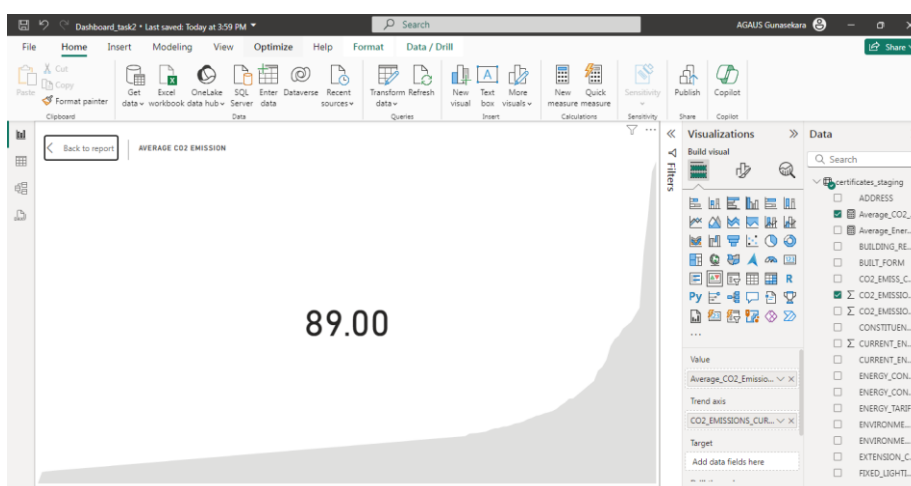 Dashboard_task2 • Last saved: Today at 3:59 PM
Search
AGAUS Gunasekara
File Home Insert Modeling View Optimize Help Format Data / Drill
Share
Paste
Cut
Copy
Format painter
Get data
Excel workbook
OneLake data hub
SQL Server
Enter data
Dataverse
Recent sources
Transform data
Refresh
New visual
Text box
More visuals
New measure
Quick measure
Sensitivity
Publish
Copilot
Clipboard
Data
Queries
Insert
Calculations
Sensitivity
Share
Copilot
Back to report
AVERAGE CO2 EMISSION
89.00
Filters
Visualizations
Build visual
R
Py
...
Value
Average_CO2_Emissio...
Trend axis
CO2_EMISSIONS_CUR...
Target
Add data fields here
Data
Search
certificates_staging
ADDRESS
Average_CO2_
Average_Ener...
BUILDING_RE...
BUILT_FORM
CO2_EMISS_C...
CO2_EMISSIO...
CO2_EMISSIO...
CONSTITUEN...
CURRENT_EN...
CURRENT_EN...
ENERGY_CON...
ENERGY_CON...
ENERGY_TARIF
ENVIRONME...
ENVIRONME...
EXTENSION_C...
FIXED_LIGHTI...